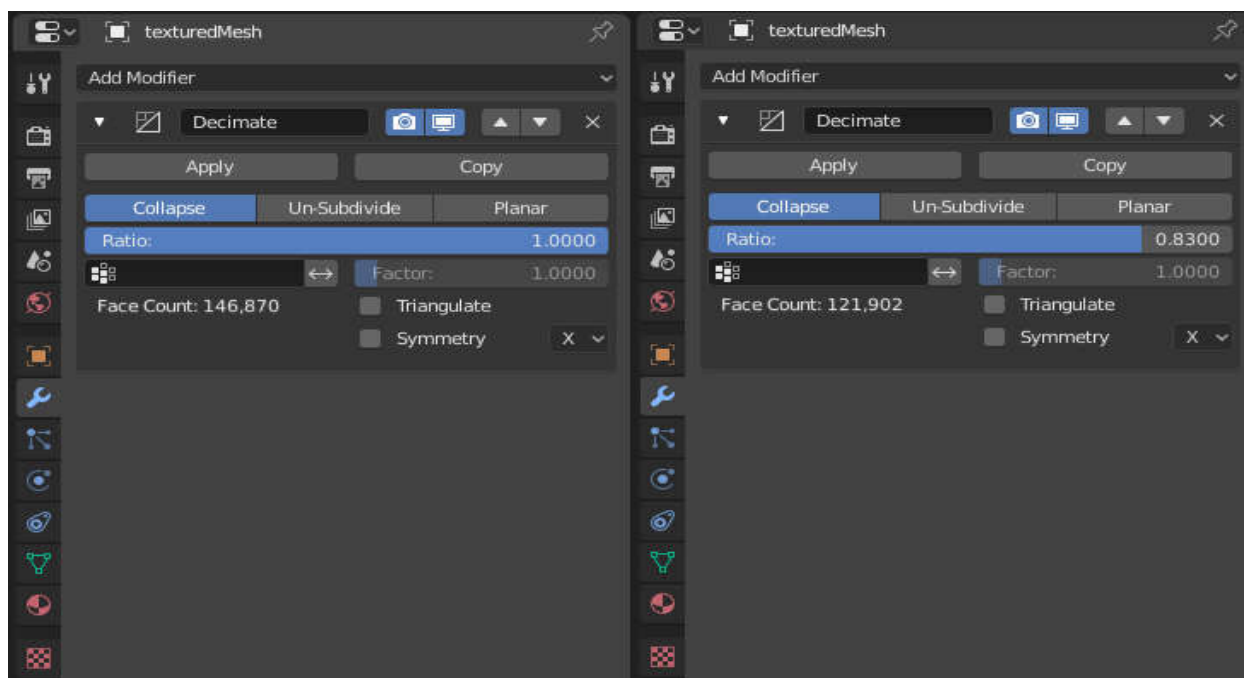 texturedMesh
Add Modifier
Decimate
Apply Copy
Collapse Un-Subdivide Planar
Ratio: 1.0000
Factor: 1.0000
Face Count: 146,870 Triangulate
Symmetry X
texturedMesh
Add Modifier
Decimate
Apply Copy
Collapse Un-Subdivide Planar
Ratio: 0.8300
Factor: 1.0000
Face Count: 121,902 Triangulate
Symmetry X